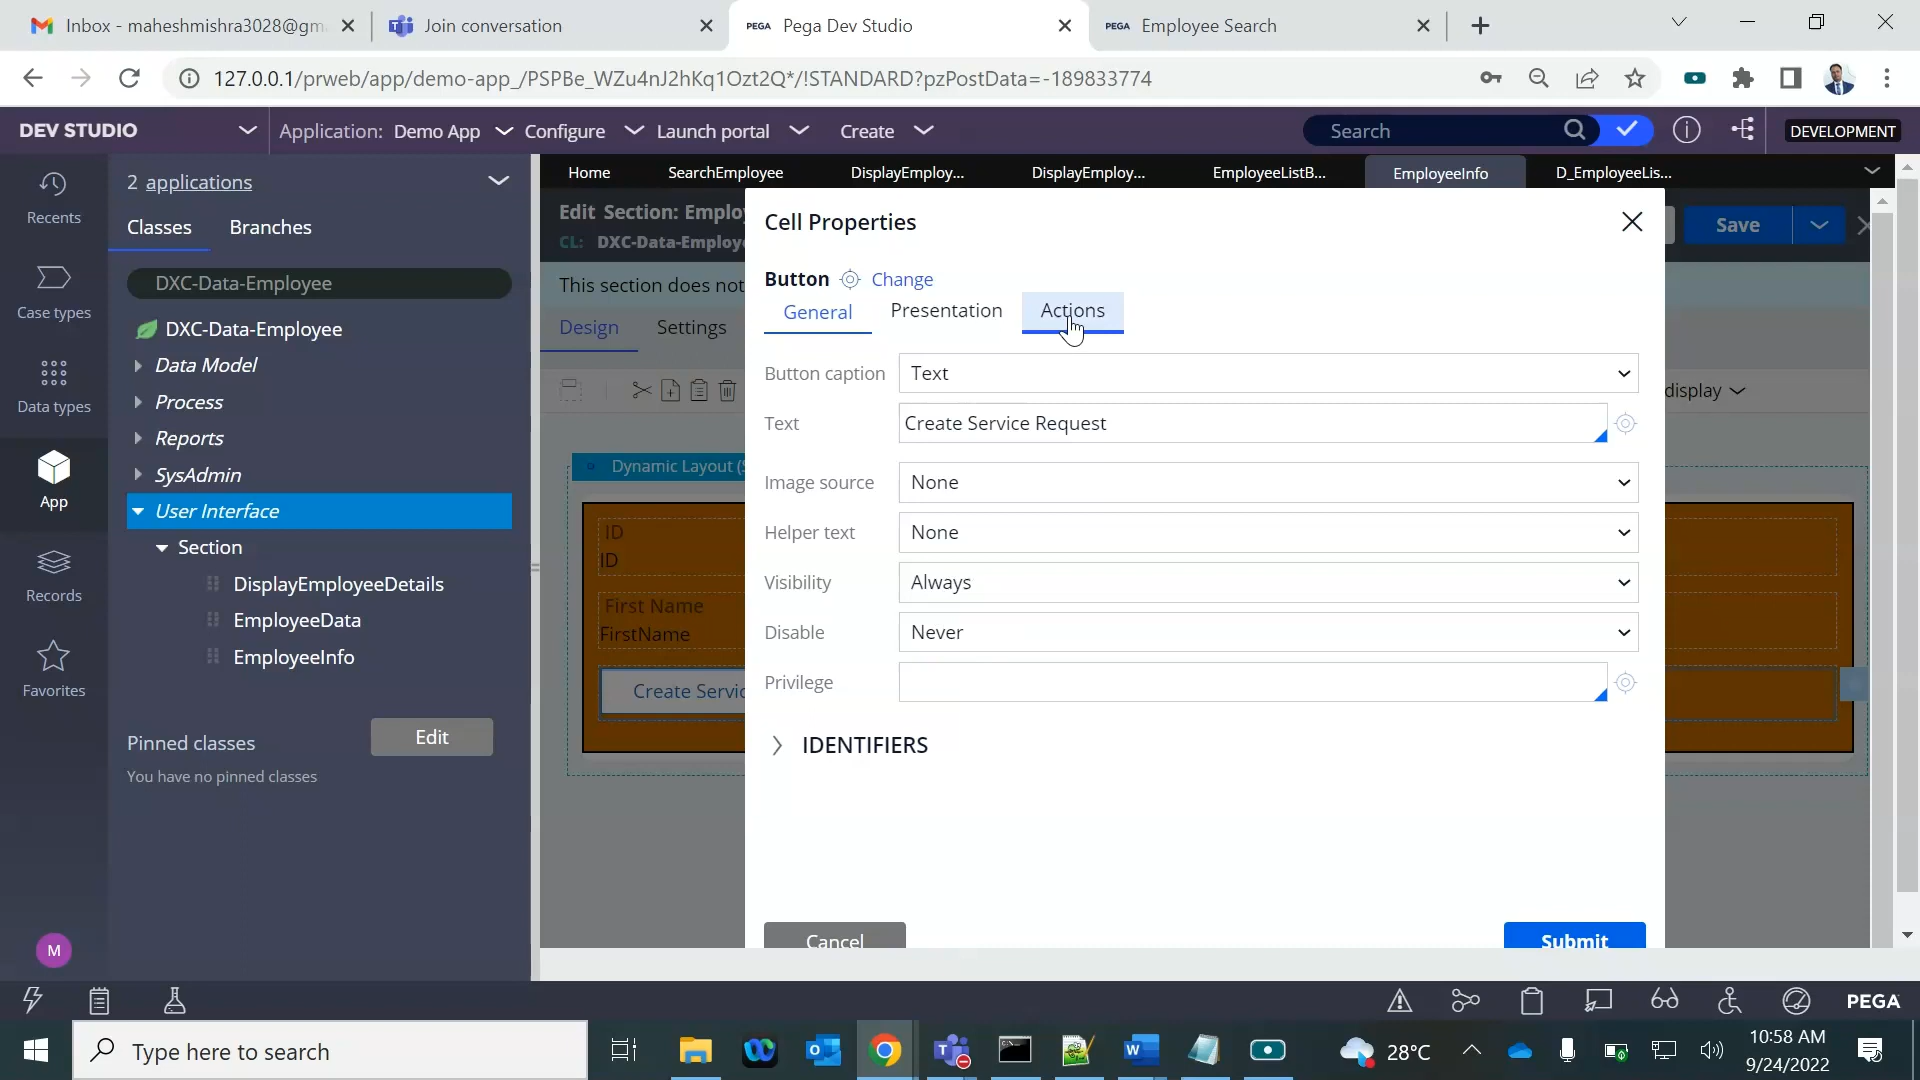 Inbox - maheshmishra3028@gm
Join conversation
PEGA Pega Dev Studio
PEGA Employee Search
127.0.0.1/prweb/app/demo-app_/PSPBe_WZu4nJ2hKq1Ozt2Q*/!STANDARD?pzPostData=-189833774
DEV STUDIO
Application: Demo App
Configure
Launch portal
Create
Search
DEVELOPMENT
Recents
Case types
Data types
App
Records
Favorites
M
2 applications
Classes
Branches
DXC-Data-Employee
DXC-Data-Employee
Data Model
Process
Reports
SysAdmin
User Interface
Section
DisplayEmployeeDetails
EmployeeData
EmployeeInfo
Pinned classes
Edit
You have no pinned classes
Home
SearchEmployee
DisplayEmploy...
DisplayEmploy...
EmployeeListB...
EmployeeInfo
D_EmployeeLis...
Edit Section: Emplo
CL: DXC-Data-Employe
Save
This section does not
Design
Settings
display
Dynamic Layout (S
ID
ID
First Name
FirstName
Create Servic
Cell Properties
Button
Change
General
Presentation
Actions
Button caption
Text
Text
Create Service Request
Image source
None
Helper text
None
Visibility
Always
Disable
Never
Privilege
IDENTIFIERS
Cancel
Submit
PEGA
Type here to search
28°C
10:58 AM
9/24/2022